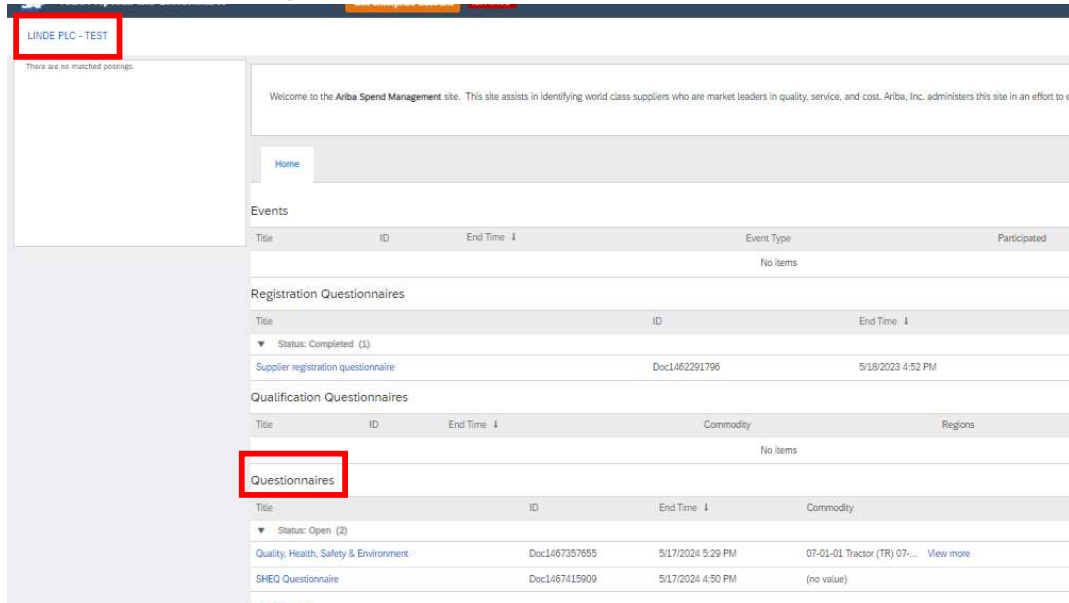 LINDE PLC - TEST
There are no matched postings.
Welcome to the Ariba Spend Management site. This site assists in identifying world class suppliers who are market leaders in quality, service, and cost. Ariba, Inc. administers this site in an effort to
Home
Events
Title ID End Time ↓ Event Type Participated
No items
Registration Questionnaires
Title ID End Time ↓
▼ Status: Completed (1)
Supplier registration questionnaire Doc1462291796 5/18/2023 4:52 PM
Qualification Questionnaires
Title ID End Time ↓ Commodity Regions
No items
Questionnaires
Title ID End Time ↓ Commodity
▼ Status: Open (2)
Quality, Health, Safety & Environment Doc1467357655 5/17/2024 5:29 PM 07-01-01 Tractor (TR) 07-... View more
SHEQ Questionnaire Doc1467415909 5/17/2024 4:50 PM (no value)